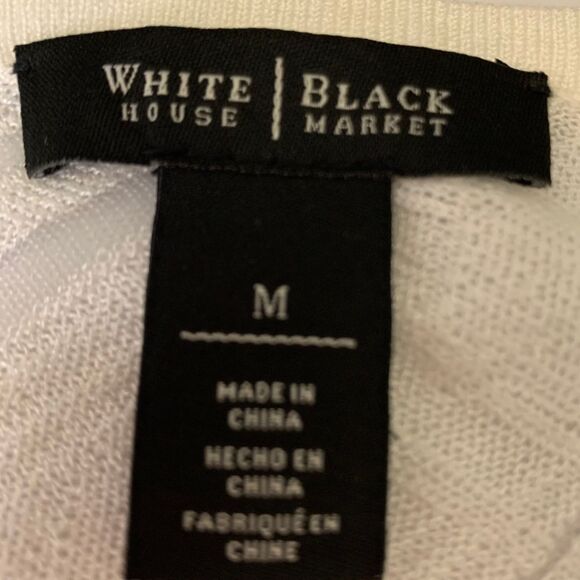 WHITE | BLACK
HOUSE MARKET
M
MADE IN
CHINA
HECHO EN
CHINA
FABRIQUÉ EN
CHINE